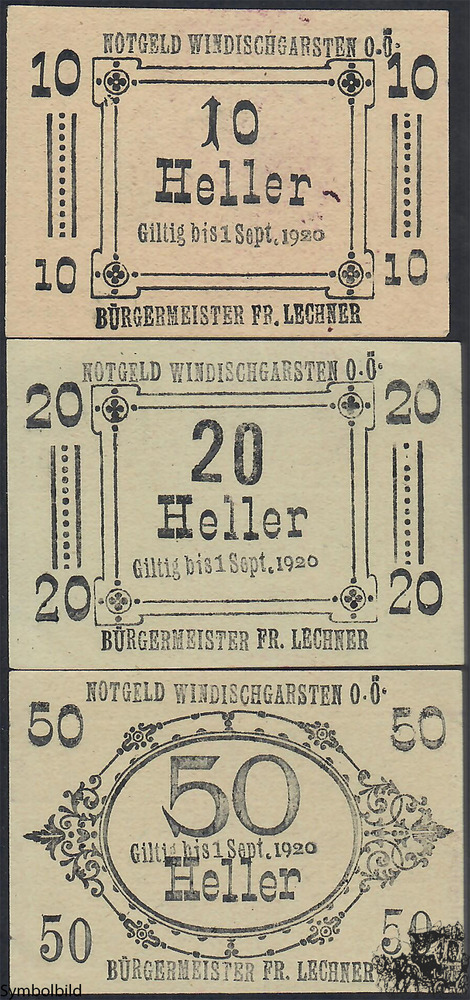 NOTGELD WINDISCHGARSTEN O.Ö.
10 10
10
Heller
Giltig bis 1 Sept. 1920
10 10
BÜRGERMEISTER FR. LECHNER
NOTGELD WINDISCHGARSTEN O.Ö.
20 20
20
Heller
Giltig bis 1 Sept. 1920
20 20
BÜRGERMEISTER FR. LECHNER
NOTGELD WINDISCHGARSTEN O.Ö.
50 50
50
Giltig bis 1 Sept. 1920
Heller
50 50
BÜRGERMEISTER FR. LECHNER
Symbolbild